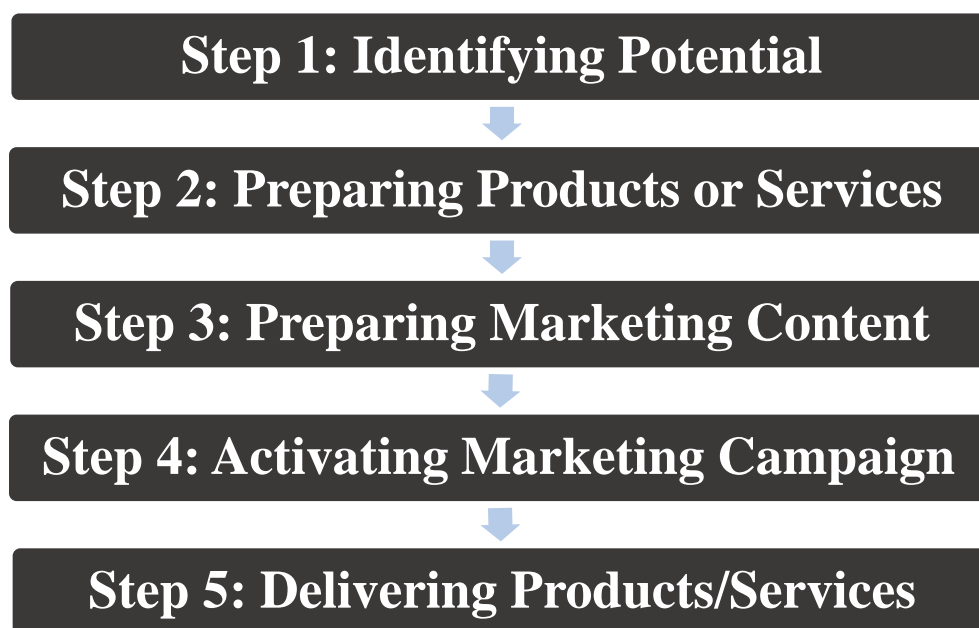 Step 1: Identifying Potential
Step 2: Preparing Products or Services
Step 3: Preparing Marketing Content
Step 4: Activating Marketing Campaign
Step 5: Delivering Products/Services